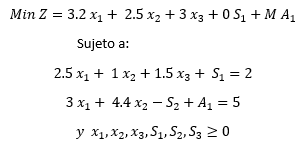 Min Z = 3.2 x₁ + 2.5 x₂ + 3 x₃ + 0 S₁ + M A₁
Sujeto a:
2.5 x₁ + 1 x₂ + 1.5 x₃ + S₁ = 2
3 x₁ + 4.4 x₂ − S₂ + A₁ = 5
y x₁, x₂, x₃, S₁, S₂, S₃ ≥ 0